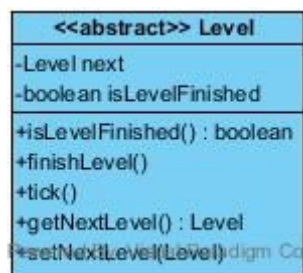 <<abstract>> Level
-Level next
-boolean isLevelFinished
+isLevelFinished() : boolean
+finishLevel()
+tick()
+getNextLevel() : Level
+setNextLevel(Level)